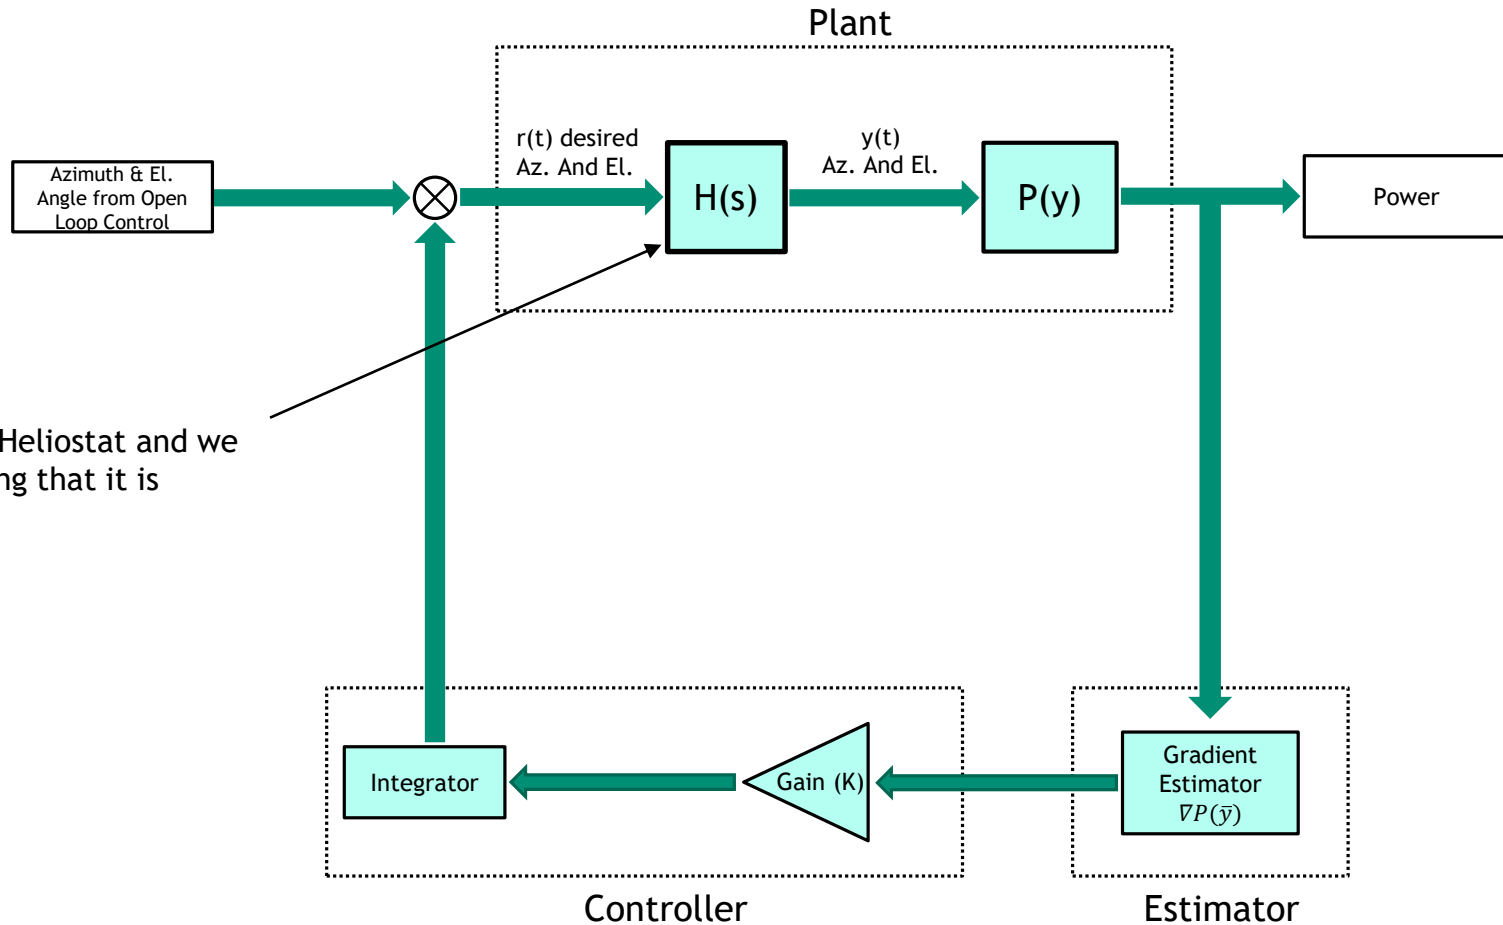 Plant
r(t) desired
Az. And El.
y(t)
Az. And El.
Azimuth & El.
Angle from Open
Loop Control
H(s)
P(y)
Power
Heliostat and we
ng that it is
Integrator
Gain (K)
Gradient
Estimator
∇P(ȳ)
Controller
Estimator